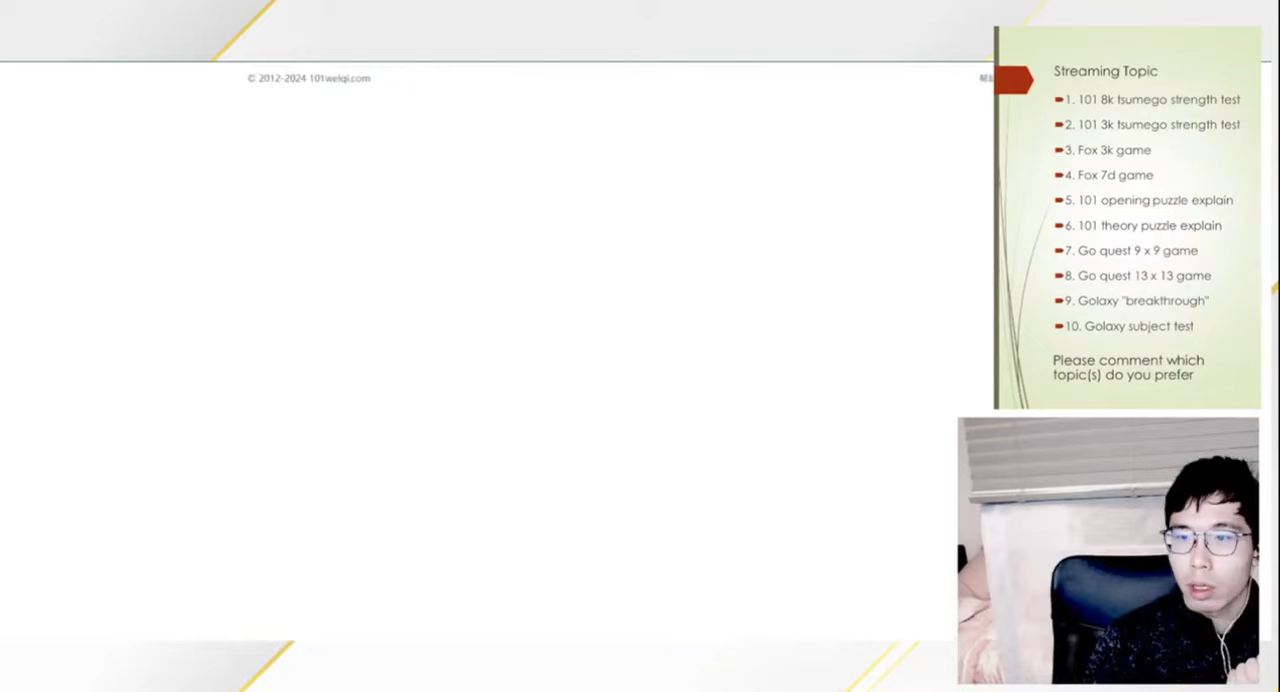 © 2012-2024 101weiqi.com
Streaming Topic
1. 101 8k tsumego strength test
2. 101 3k tsumego strength test
3. Fox 3k game
4. Fox 7d game
5. 101 opening puzzle explain
6. 101 theory puzzle explain
7. Go quest 9 x 9 game
8. Go quest 13 x 13 game
9. Golaxy "breakthrough"
10. Golaxy subject test
Please comment which
topic(s) do you prefer